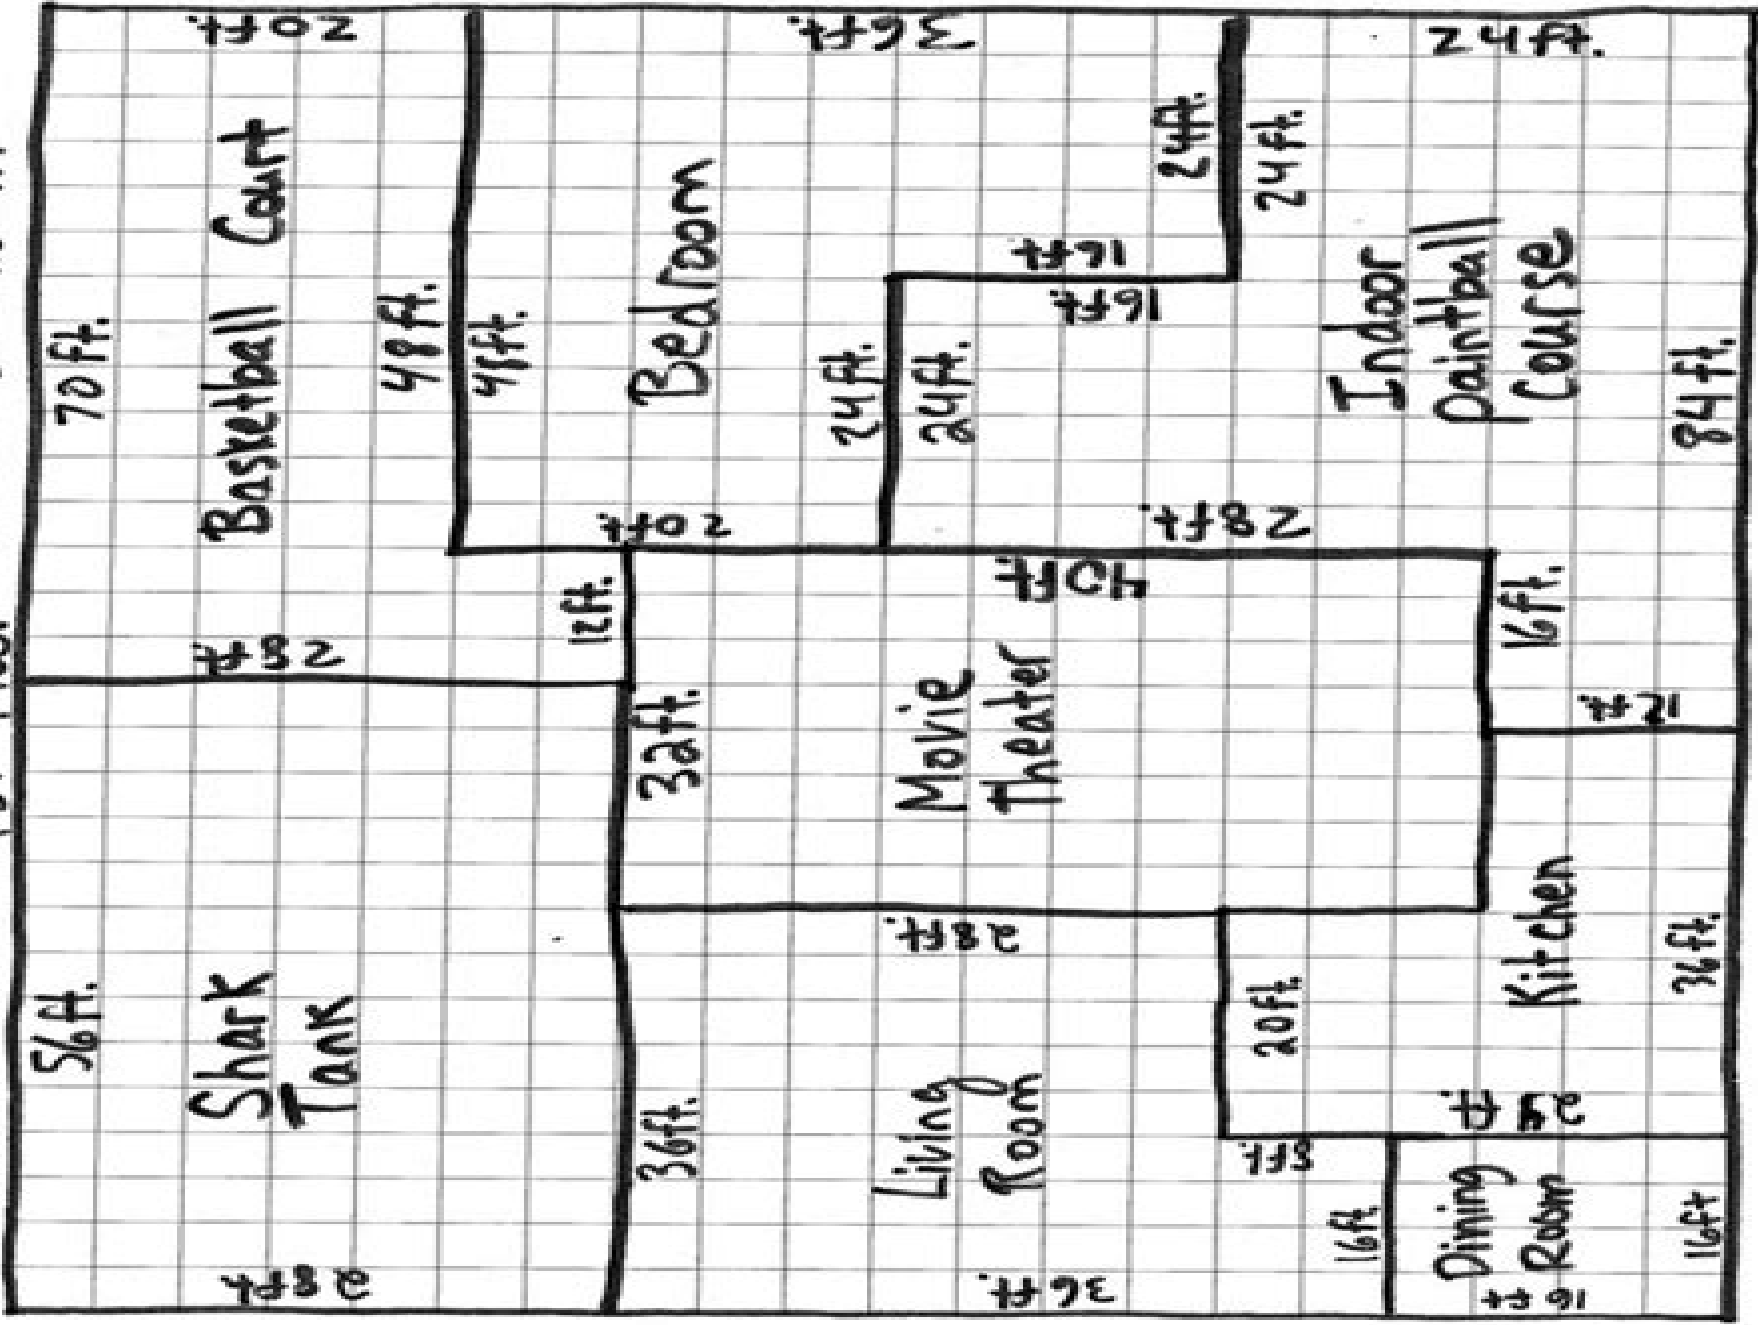 20ft.
36ft.
24ft.
70ft.
Basketball Court
48ft.
48ft.
Bedroom
24ft.
24ft.
16ft.
16ft.
24ft.
24ft.
Indoor
Paintball
Course
84ft.
20ft.
28ft.
12ft.
40ft.
16ft.
28ft.
32ft.
Movie
Theater
12ft.
56ft.
Shark
Tank
28ft.
36ft.
Living
Room
20ft.
Kitchen
36ft.
8ft.
16ft.
Dining
Room
16ft
28ft.
36ft.
16ft.